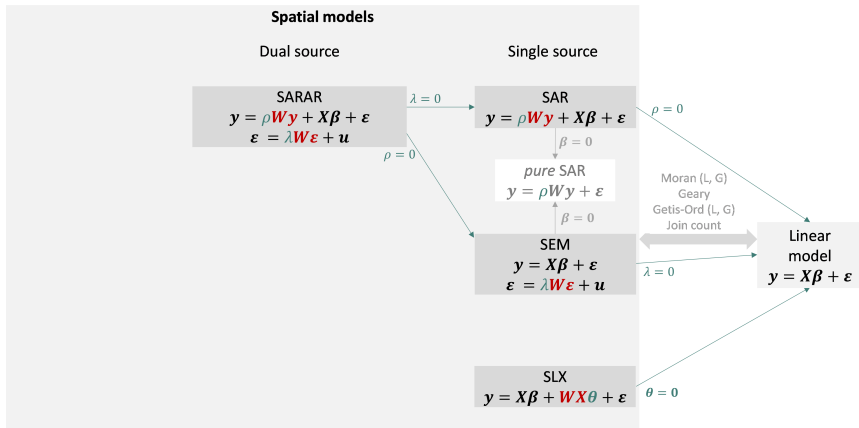 Spatial models
Dual source
Single source
SARAR
y = ρWy + Xβ + ε
ε = λWε + u
λ = 0
ρ = 0
SAR
y = ρWy + Xβ + ε
ρ = 0
β = 0
pure SAR
y = ρWy + ε
β = 0
SEM
y = Xβ + ε
ε = λWε + u
λ = 0
Moran (L, G)
Geary
Getis-Ord (L, G)
Join count
Linear
model
y = Xβ + ε
SLX
y = Xβ + WXθ + ε
θ = 0